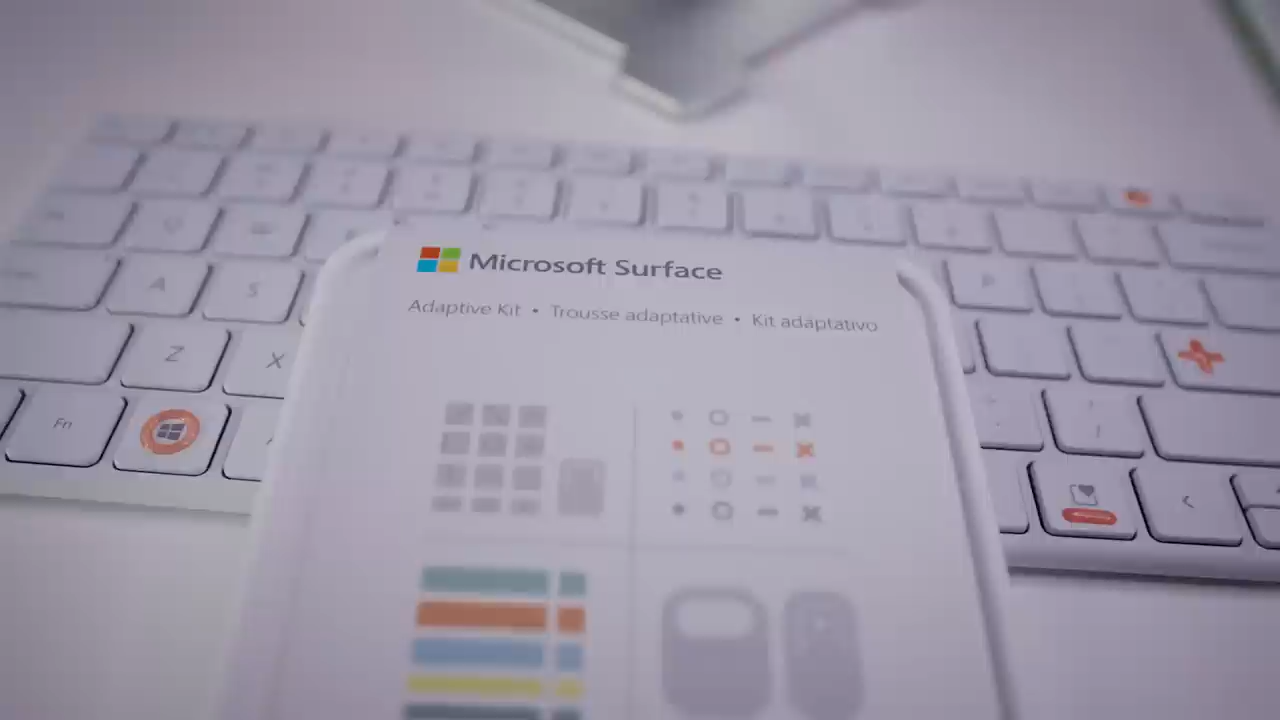 Microsoft Surface
Adaptive Kit • Trousse adaptative • Kit adaptativo
A S
Z X
Fn